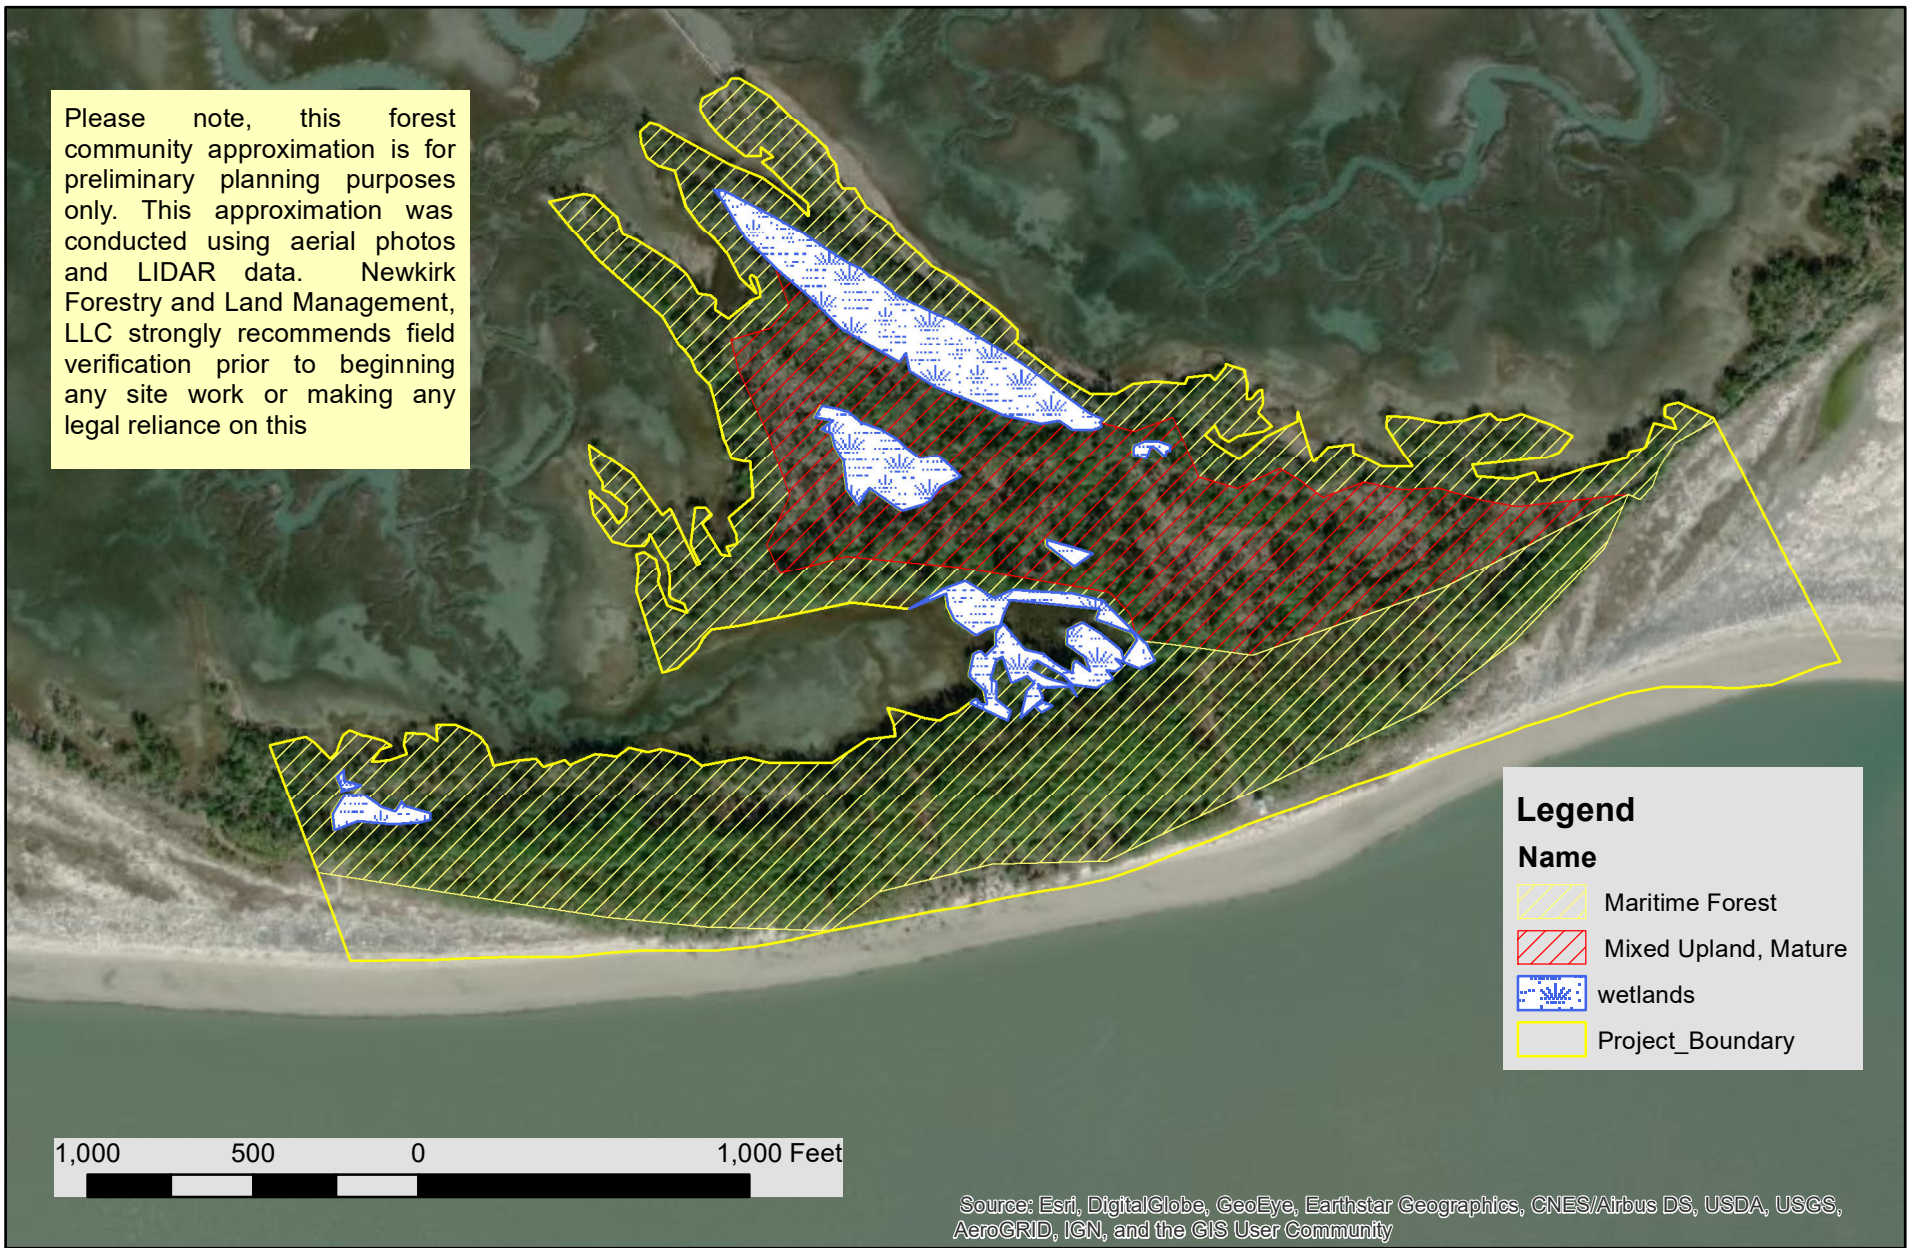 Please note, this forest
community approximation is for
preliminary planning purposes
only. This approximation was
conducted using aerial photos
and LIDAR data. Newkirk
Forestry and Land Management,
LLC strongly recommends field
verification prior to beginning
any site work or making any
legal reliance on this
Legend
Name
Maritime Forest
Mixed Upland, Mature
wetlands
Project_Boundary
1,000 500 0 1,000 Feet
Source: Esri, DigitalGlobe, GeoEye, Earthstar Geographics, CNES/Airbus DS, USDA, USGS,
AeroGRID, IGN, and the GIS User Community